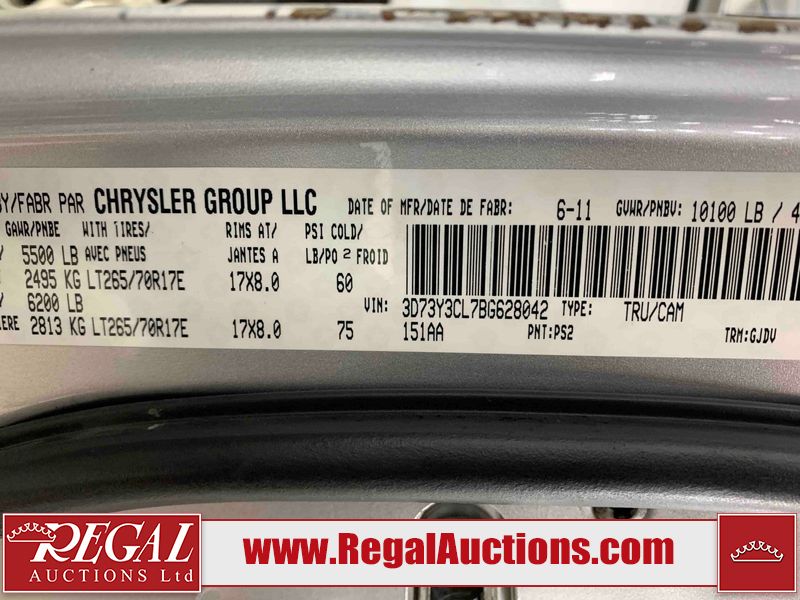 BY/FABR PAR CHRYSLER GROUP LLC DATE OF MFR/DATE DE FABR: 6-11 GVWR/PNBV: 10100 LB / 4
GAWR/PNBE WITH TIRES/ RIMS AT/ PSI COLD/
5500 LB AVEC PNEUS JANTES A LB/PO 2 FROID
2495 KG LT265/70R17E 17X8.0 60
6200 LB VIN: 3D73Y3CL7BG628042 TYPE: TRU/CAM
IERE 2813 KG LT265/70R17E 17X8.0 75 151AA PNT:PS2 TRM:GJDV
REGAL
AUCTIONS Ltd
www.RegalAuctions.com